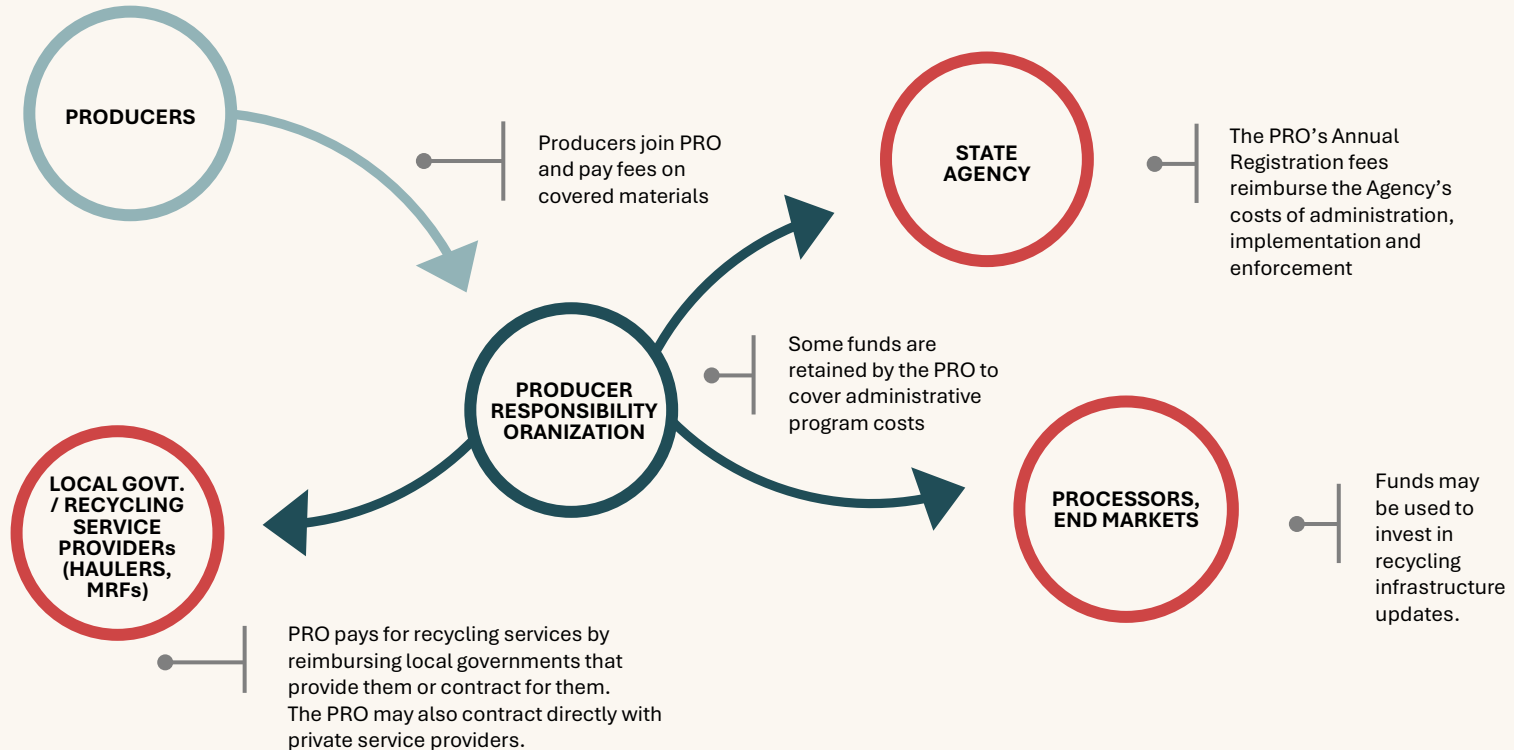 PRODUCERS
Producers join PRO
and pay fees on
covered materials
STATE
AGENCY
The PRO’s Annual
Registration fees
reimburse the Agency’s
costs of administration,
implementation and
enforcement
PRODUCER
RESPONSIBILITY
ORANIZATION
Some funds are
retained by the PRO to
cover administrative
program costs
LOCAL GOVT.
/ RECYCLING
SERVICE
PROVIDERs
(HAULERS,
MRFs)
PROCESSORS,
END MARKETS
Funds may
be used to
invest in
recycling
infrastructure
updates.
PRO pays for recycling services by
reimbursing local governments that
provide them or contract for them.
The PRO may also contract directly with
private service providers.